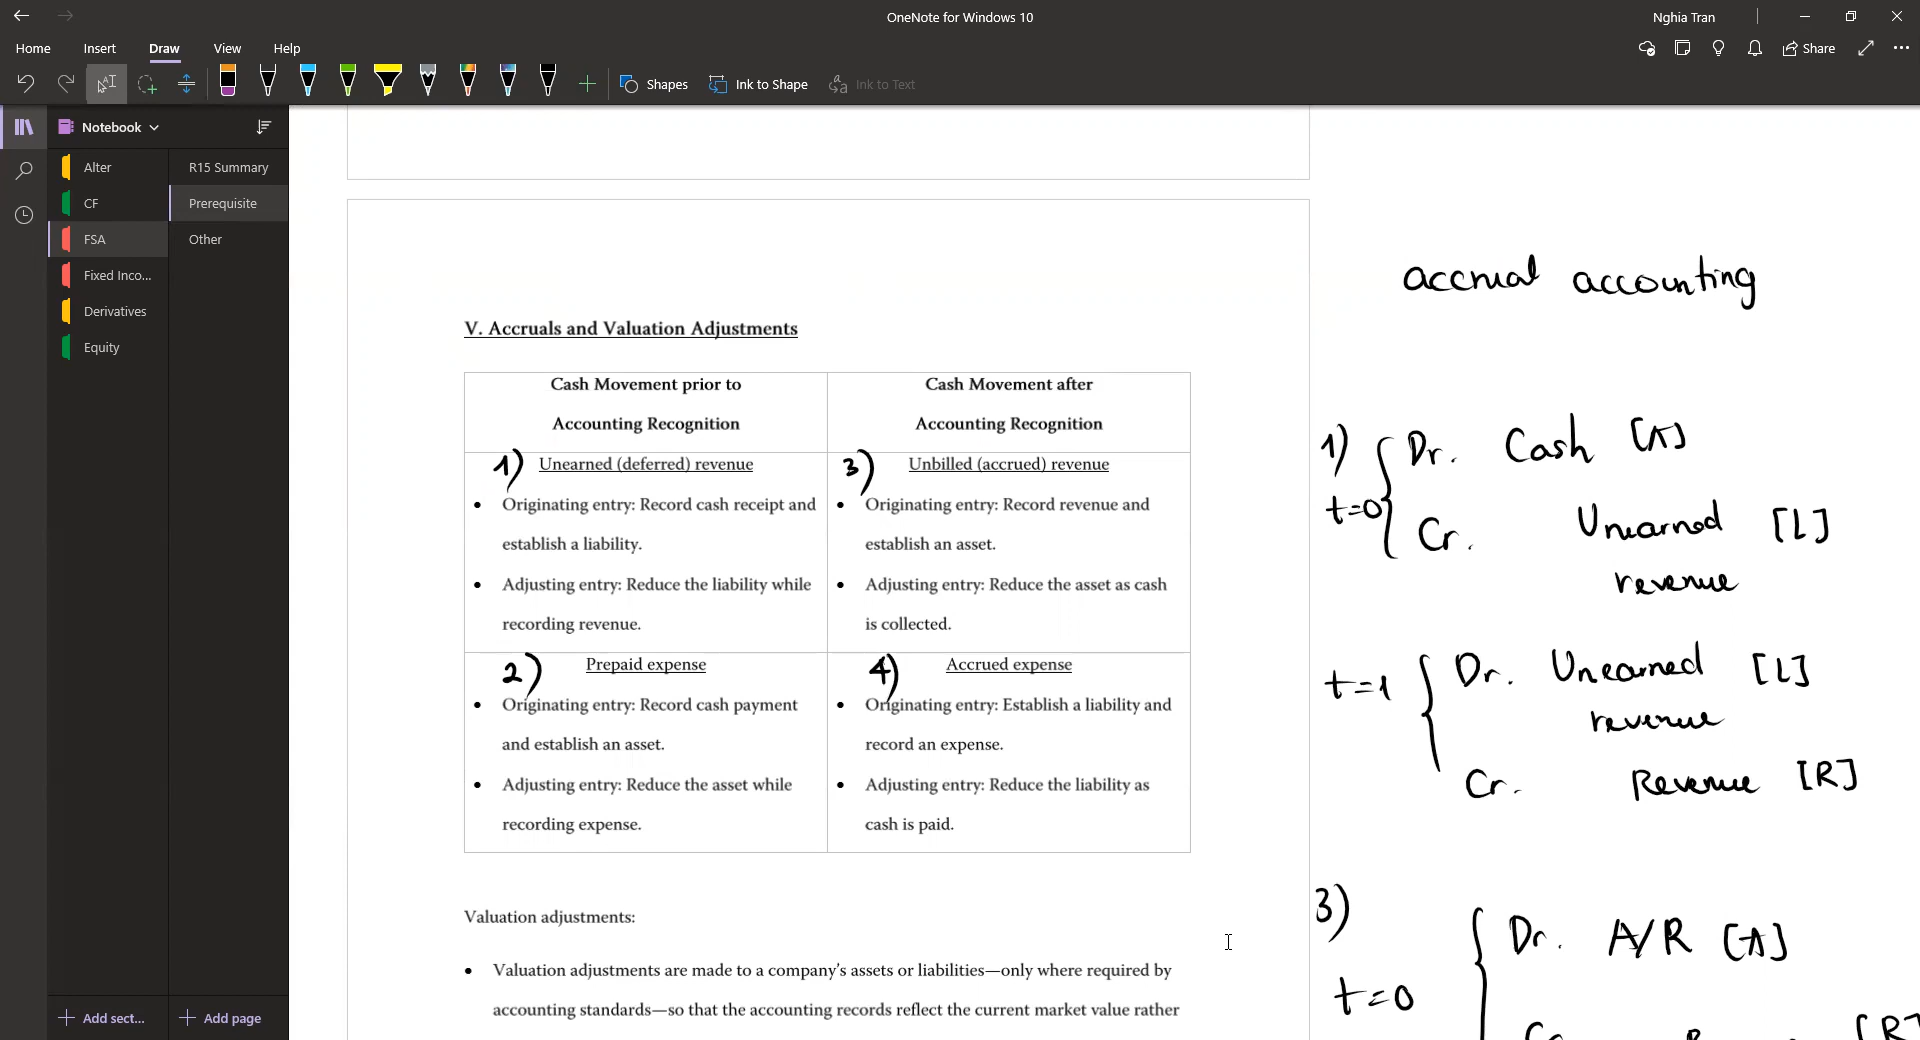 OneNote for Windows 10
Nghia Tran
Home Insert Draw View Help
Share
Shapes Ink to Shape Ink to Text
Notebook
Alter
CF
FSA
Fixed Inco...
Derivatives
Equity
R15 Summary
Prerequisite
Other
Add sect...
Add page
V. Accruals and Valuation Adjustments
Cash Movement prior to
Accounting Recognition
Cash Movement after
Accounting Recognition
1) Unearned (deferred) revenue
• Originating entry: Record cash receipt and
establish a liability.
• Adjusting entry: Reduce the liability while
recording revenue.
3) Unbilled (accrued) revenue
• Originating entry: Record revenue and
establish an asset.
• Adjusting entry: Reduce the asset as cash
is collected.
2) Prepaid expense
• Originating entry: Record cash payment
and establish an asset.
• Adjusting entry: Reduce the asset while
recording expense.
4) Accrued expense
• Originating entry: Establish a liability and
record an expense.
• Adjusting entry: Reduce the liability as
cash is paid.
Valuation adjustments:
• Valuation adjustments are made to a company's assets or liabilities—only where required by
accounting standards—so that the accounting records reflect the current market value rather
accrual accounting
1) Dr. Cash [A]
t=0
Cr. Unearned [L]
revenue
t=1 Dr. Unearned [L]
revenue
Cr. Revenue [R]
3) Dr. A/R [A]
t=0